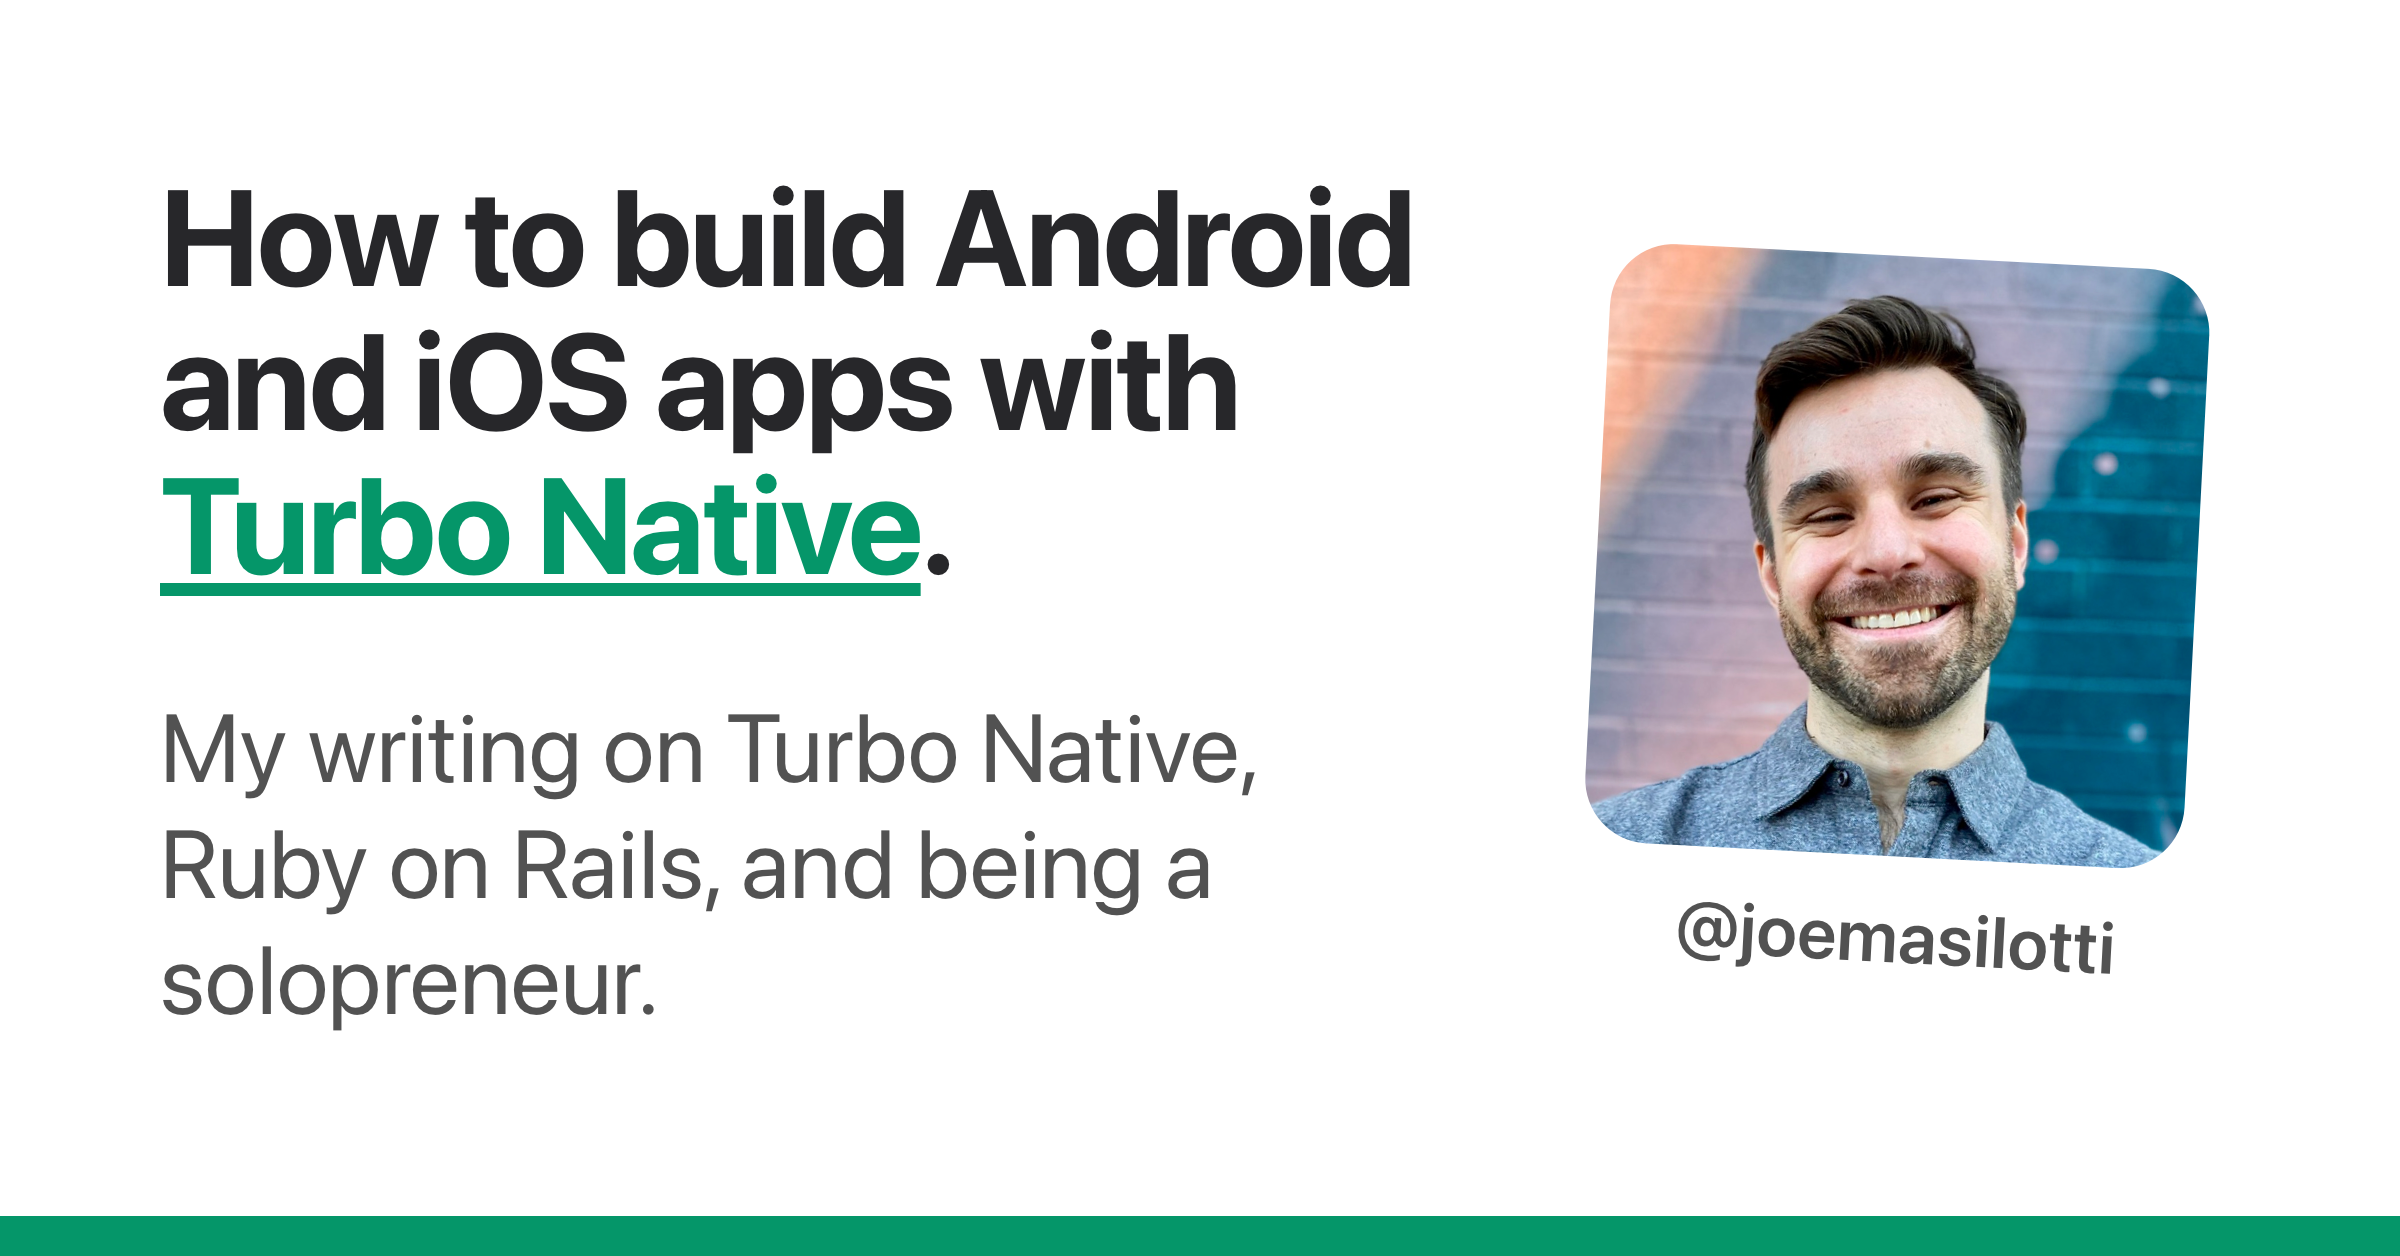 How to build Android
and iOS apps with
Turbo Native.
My writing on Turbo Native,
Ruby on Rails, and being a
solopreneur.
@joemasilotti